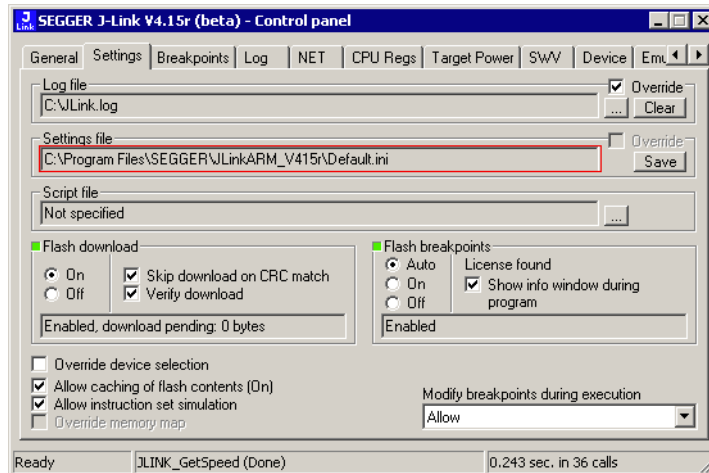 J Link SEGGER J-Link V4.15r (beta) - Control panel
General Settings Breakpoints Log NET CPU Regs Target Power SWV Device Emu
Log file Override
C:\JLink.log ... Clear
Settings file Override
C:\Program Files\SEGGER\JLinkARM_V415r\Default.ini Save
Script file
Not specified ...
Flash download Flash breakpoints
On Skip download on CRC match Auto License found
Off Verify download On Show info window during
Off program
Enabled, download pending: 0 bytes Enabled
Override device selection
Allow caching of flash contents (On)
Allow instruction set simulation Modify breakpoints during execution
Override memory map Allow
Ready JLINK_GetSpeed (Done) 0.243 sec. in 36 calls